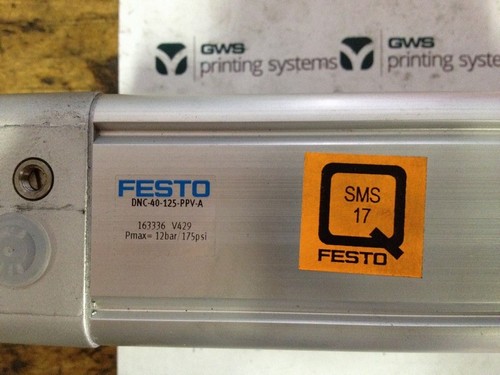 GWS
printing systems
GWS
printing syste
FESTO
DNC-40-125-PPV-A
163336 V429
Pmax= 12bar/175psi
SMS
17
FESTO